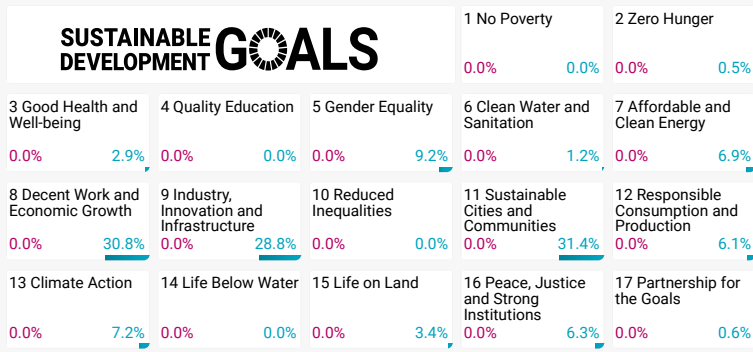 SUSTAINABLE
DEVELOPMENT GOALS
1 No Poverty
0.0% 0.0%
2 Zero Hunger
0.0% 0.5%
3 Good Health and
Well-being
0.0% 2.9%
4 Quality Education
0.0% 0.0%
5 Gender Equality
0.0% 9.2%
6 Clean Water and
Sanitation
0.0% 1.2%
7 Affordable and
Clean Energy
0.0% 6.9%
8 Decent Work and
Economic Growth
0.0% 30.8%
9 Industry,
Innovation and
Infrastructure
0.0% 28.8%
10 Reduced
Inequalities
0.0% 0.0%
11 Sustainable
Cities and
Communities
0.0% 31.4%
12 Responsible
Consumption and
Production
0.0% 6.1%
13 Climate Action
0.0% 7.2%
14 Life Below Water
0.0% 0.0%
15 Life on Land
0.0% 3.4%
16 Peace, Justice
and Strong
Institutions
0.0% 6.3%
17 Partnership for
the Goals
0.0% 0.6%